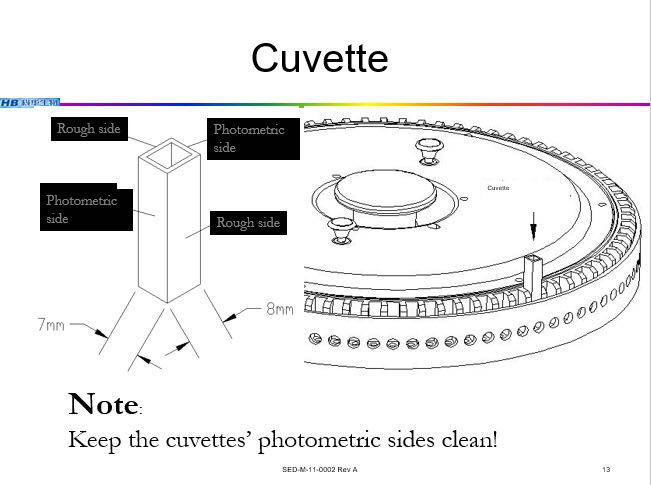 Cuvette
HB
Rough side
Photometric
side
Photometric
side
Rough side
Cuvette
7mm
8mm
Note:
Keep the cuvettes’ photometric sides clean!
SED-M-11-0002 Rev A
13